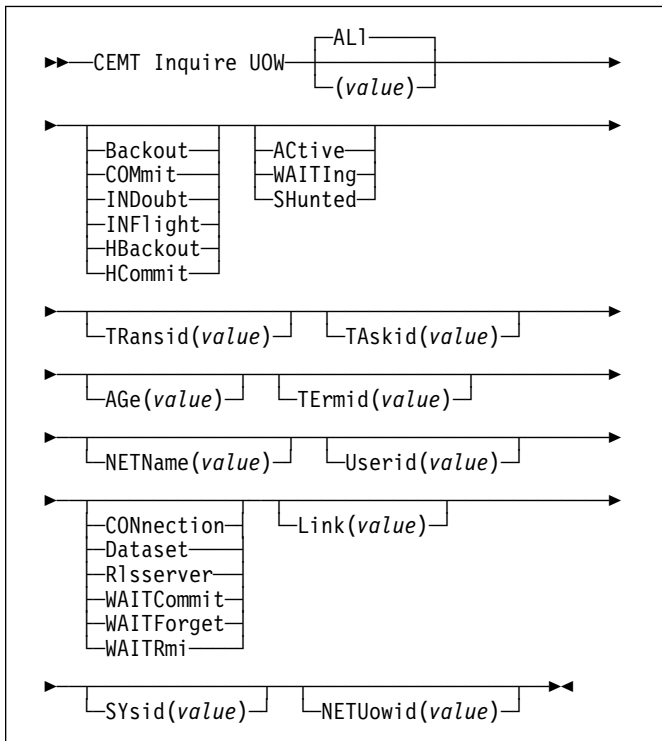 ALl
CEMT Inquire UOW
(value)
Backout ACtive
COMmit WAITIng
INDoubt SHunted
INFlight
HBackout
HCommit
TRansid(value) TAskid(value)
AGe(value) TErmid(value)
NETName(value) Userid(value)
CONnection Link(value)
Dataset
Rlsserver
WAITCommit
WAITForget
WAITRmi
SYsid(value) NETUowid(value)